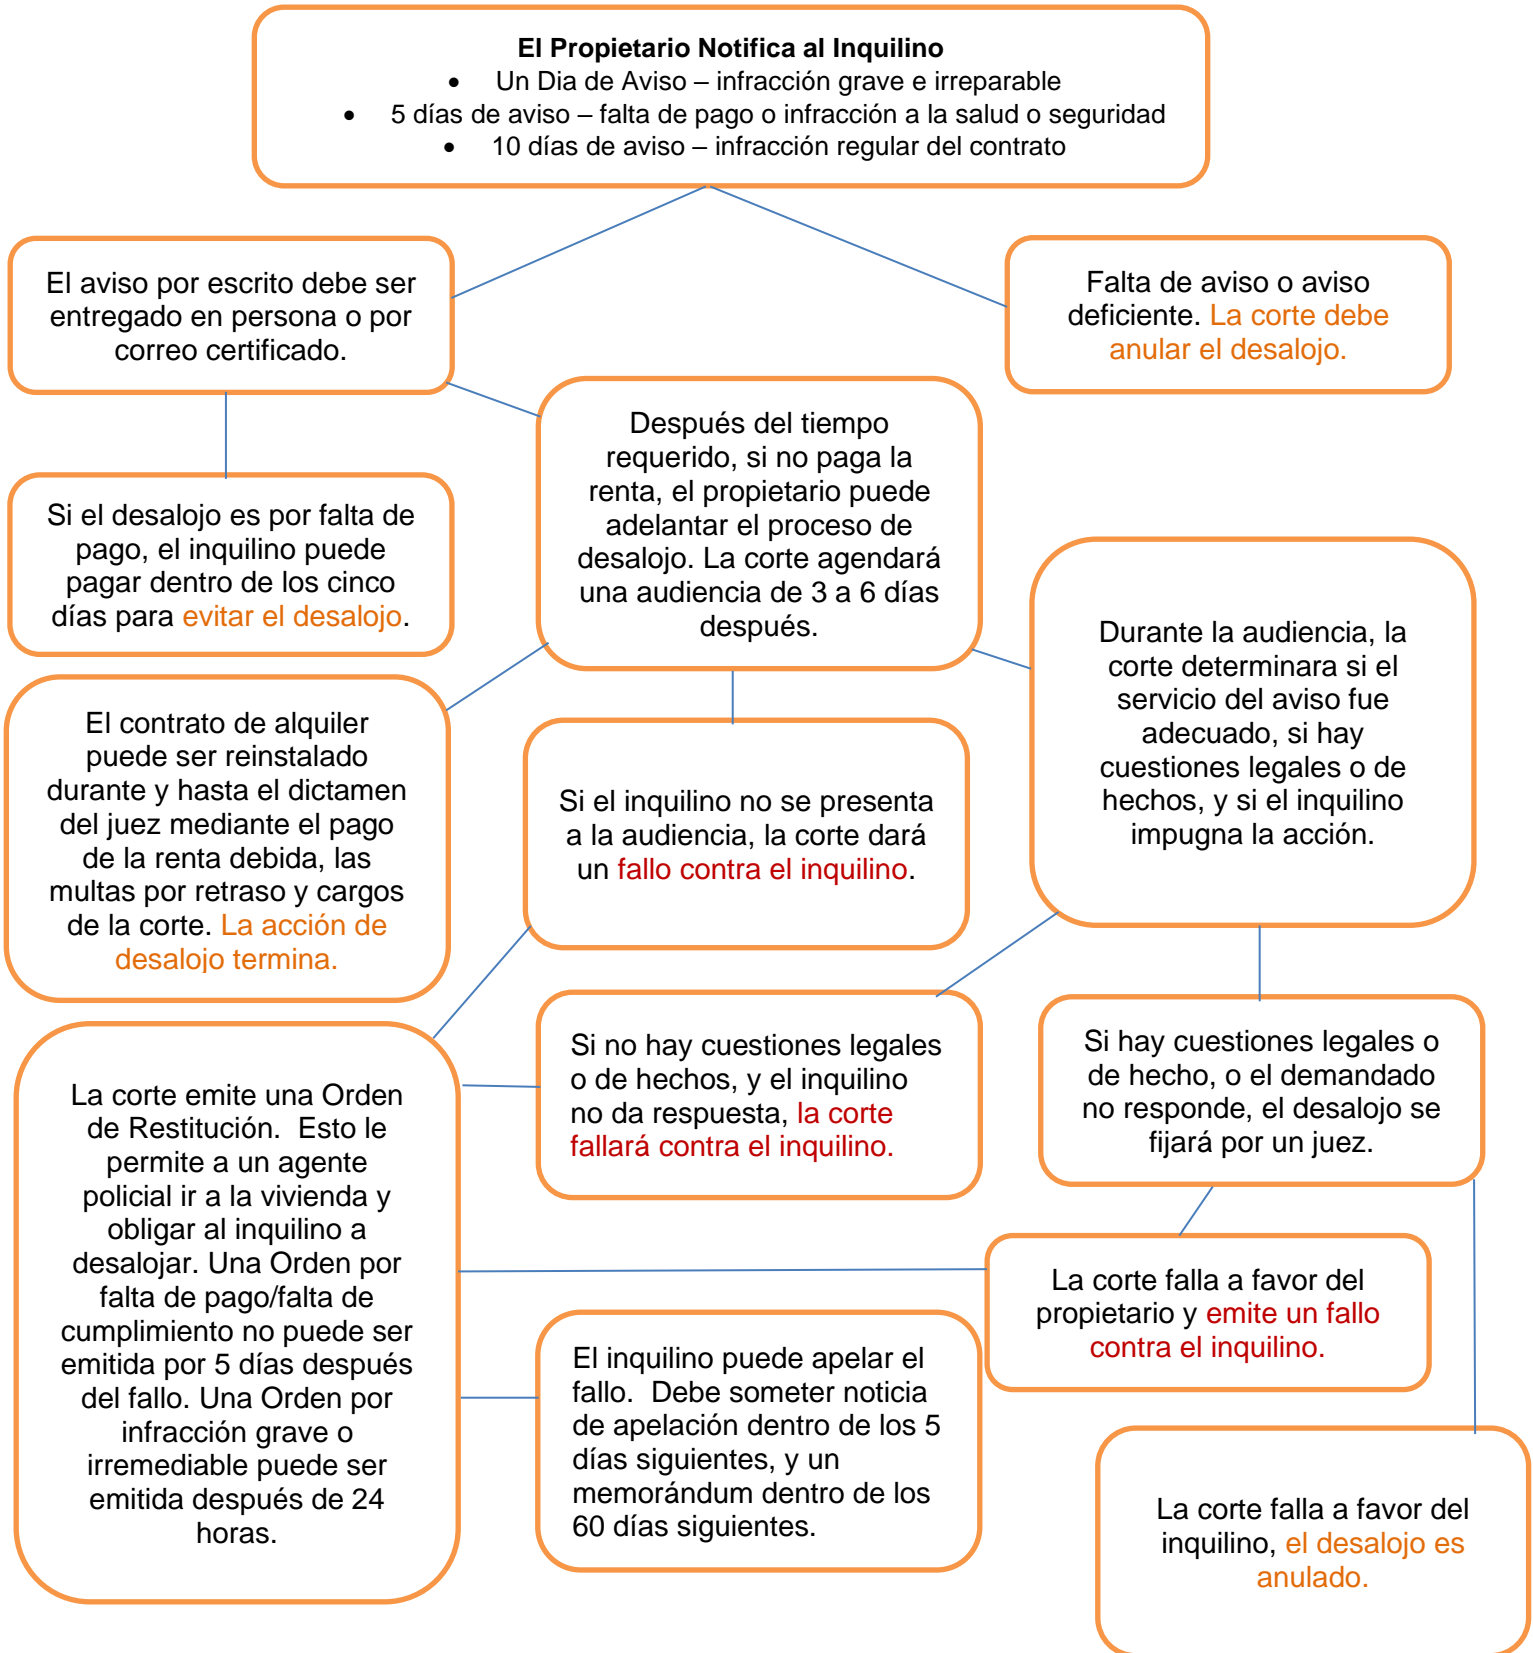 El Propietario Notifica al Inquilino
• Un Dia de Aviso – infracción grave e irreparable
• 5 días de aviso – falta de pago o infracción a la salud o seguridad
• 10 días de aviso – infracción regular del contrato
El aviso por escrito debe ser
entregado en persona o por
correo certificado.
Falta de aviso o aviso
deficiente. La corte debe
anular el desalojo.
Después del tiempo
requerido, si no paga la
renta, el propietario puede
adelantar el proceso de
desalojo. La corte agendará
una audiencia de 3 a 6 días
después.
Si el desalojo es por falta de
pago, el inquilino puede
pagar dentro de los cinco
días para evitar el desalojo.
Durante la audiencia, la
corte determinara si el
servicio del aviso fue
adecuado, si hay
cuestiones legales o de
hechos, y si el inquilino
impugna la acción.
El contrato de alquiler
puede ser reinstalado
durante y hasta el dictamen
del juez mediante el pago
de la renta debida, las
multas por retraso y cargos
de la corte. La acción de
desalojo termina.
Si el inquilino no se presenta
a la audiencia, la corte dará
un fallo contra el inquilino.
Si no hay cuestiones legales
o de hechos, y el inquilino
no da respuesta, la corte
fallará contra el inquilino.
Si hay cuestiones legales o
de hecho, o el demandado
no responde, el desalojo se
fijará por un juez.
La corte emite una Orden
de Restitución. Esto le
permite a un agente
policial ir a la vivienda y
obligar al inquilino a
desalojar. Una Orden por
falta de pago/falta de
cumplimiento no puede ser
emitida por 5 días después
del fallo. Una Orden por
infracción grave o
irremediable puede ser
emitida después de 24
horas.
La corte falla a favor del
propietario y emite un fallo
contra el inquilino.
El inquilino puede apelar el
fallo. Debe someter noticia
de apelación dentro de los 5
días siguientes, y un
memorándum dentro de los
60 días siguientes.
La corte falla a favor del
inquilino, el desalojo es
anulado.